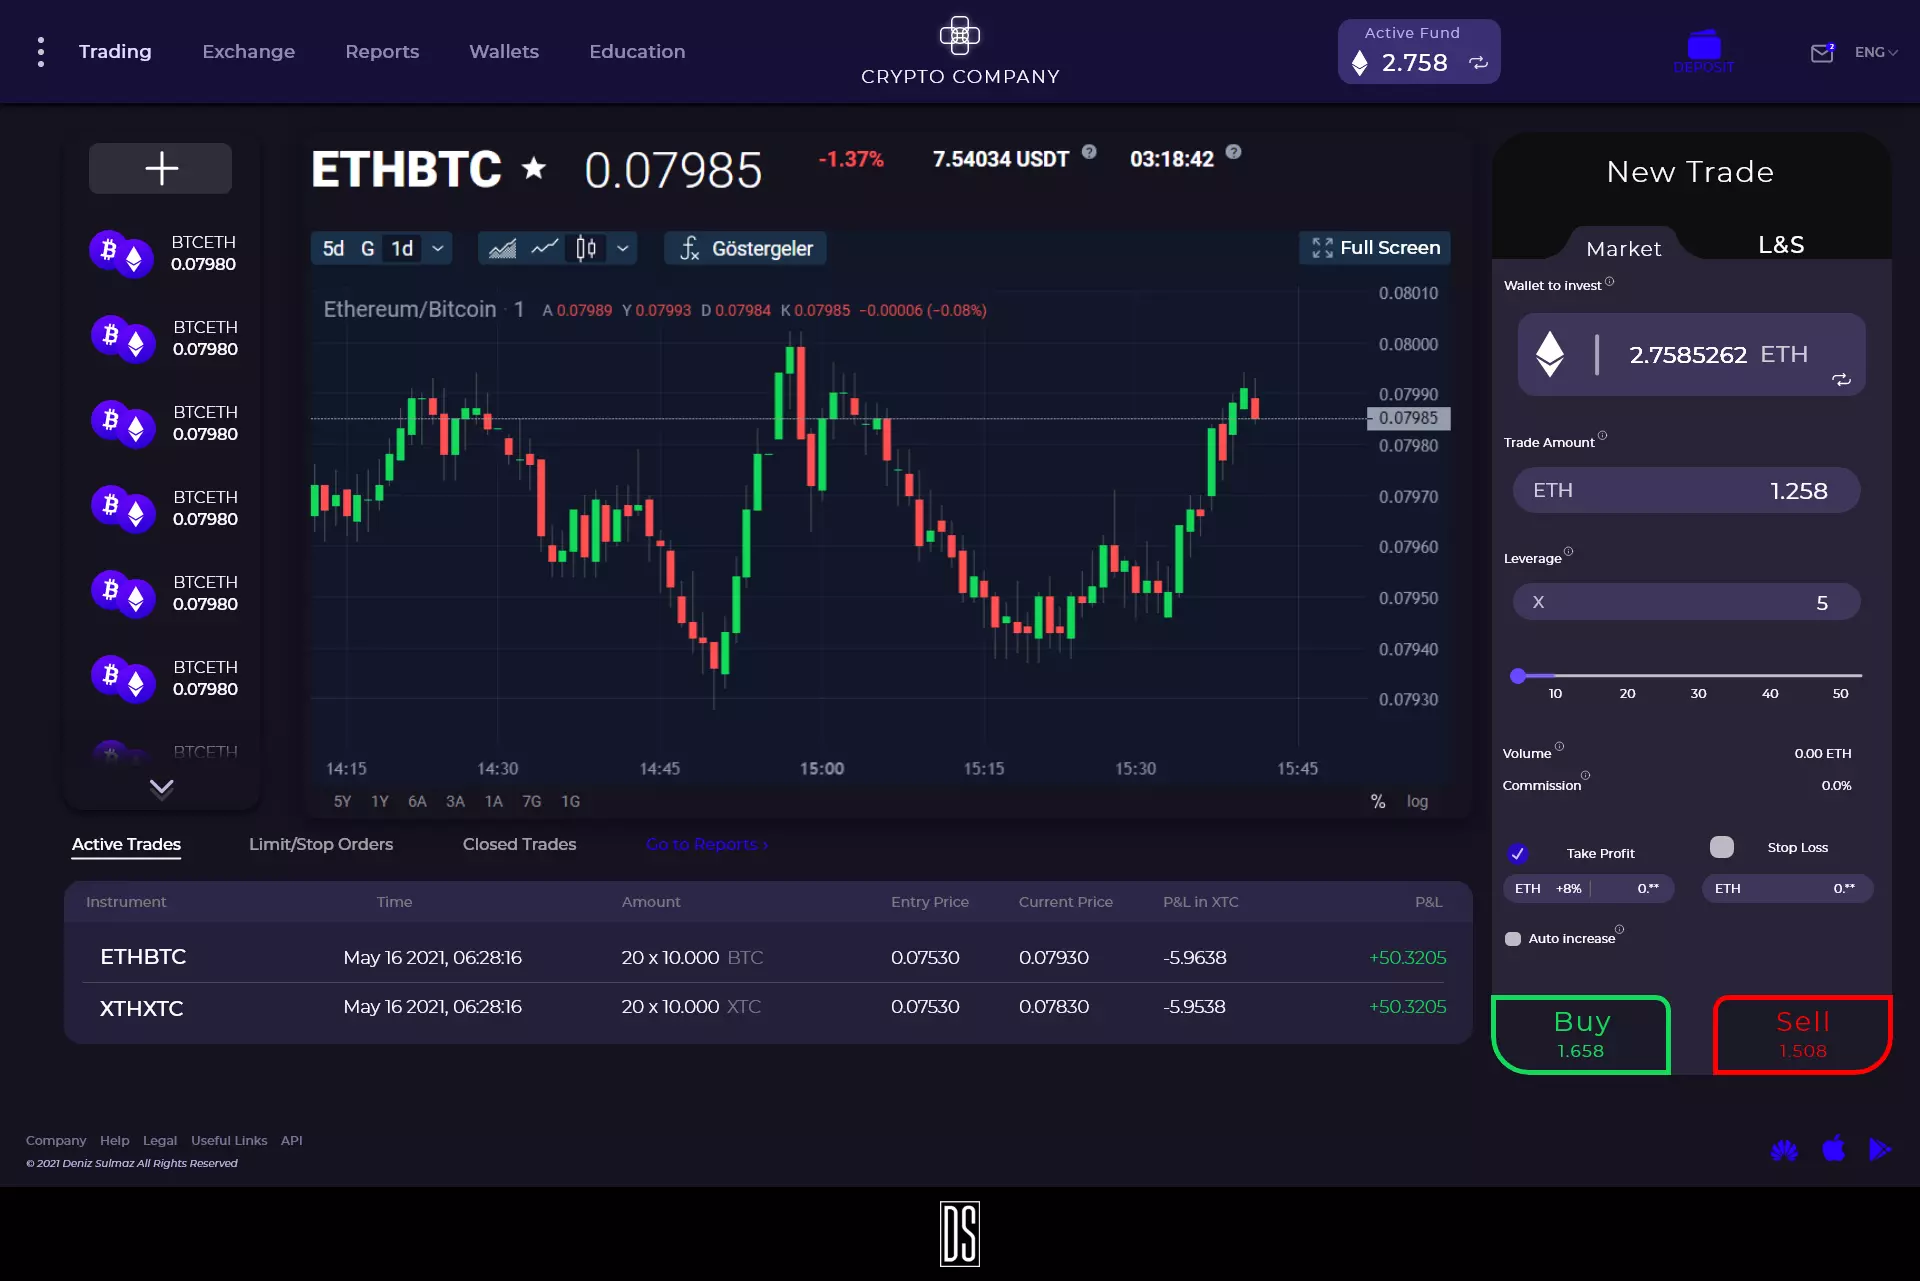 Trading Exchange Reports Wallets Education
CRYPTO COMPANY
Active Fund
2.758
DEPOSIT
2
ENG
BTCETH
0.07980
BTCETH
0.07980
BTCETH
0.07980
BTCETH
0.07980
BTCETH
0.07980
BTCETH
0.07980
BTCETH
ETHBTC ★ 0.07985 -1.37% 7.54034 USDT ? 03:18:42 ?
5d G 1d
fx Göstergeler
Full Screen
Ethereum/Bitcoin · 1 A 0.07989 Y 0.07993 D 0.07984 K 0.07985 −0.00006 (−0.08%)
0.08010
0.08000
0.07990
0.07985
0.07980
0.07970
0.07960
0.07950
0.07940
0.07930
14:15 14:30 14:45 15:00 15:15 15:30 15:45
5Y 1Y 6A 3A 1A 7G 1G
% log
New Trade
Market L&S
Wallet to invest
2.7585262 ETH
Trade Amount
ETH 1.258
Leverage
X 5
10 20 30 40 50
Volume 0.00 ETH
Commission 0.0%
Take Profit Stop Loss
ETH +8% 0.** ETH 0.**
Auto increase
Buy
1.658
Sell
1.508
Active Trades Limit/Stop Orders Closed Trades Go to Reports ›
Instrument Time Amount Entry Price Current Price P&L in XTC P&L
ETHBTC May 16 2021, 06:28:16 20 x 10.000 BTC 0.07530 0.07930 -5.9638 +50.3205
XTHXTC May 16 2021, 06:28:16 20 x 10.000 XTC 0.07530 0.07830 -5.9538 +50.3205
Company Help Legal Useful Links API
© 2021 Deniz Sulmaz All Rights Reserved
DS